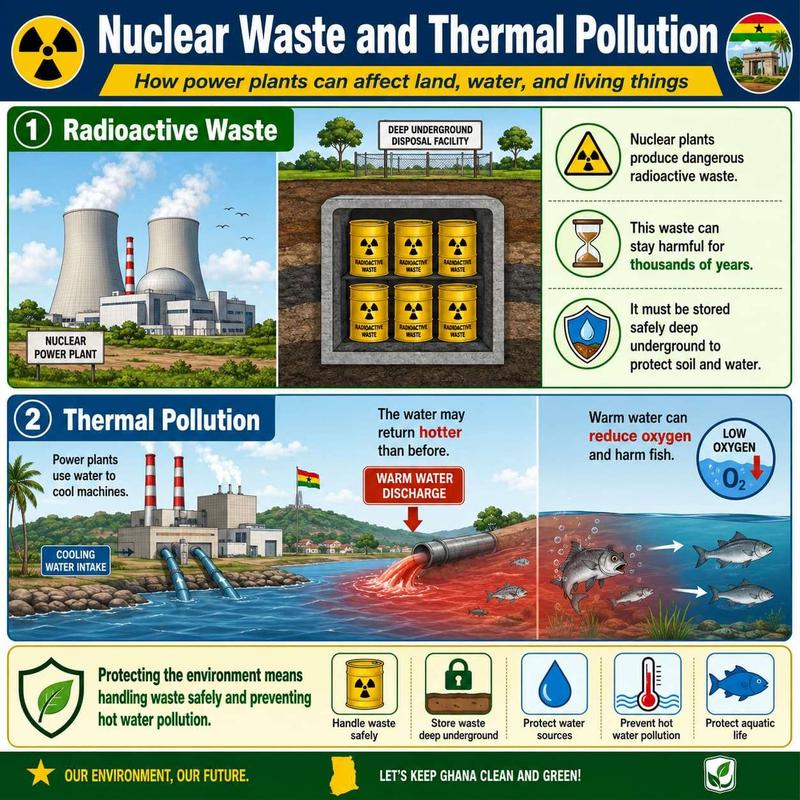 Nuclear Waste and Thermal Pollution
How power plants can affect land, water, and living things
1 Radioactive Waste
NUCLEAR
POWER PLANT
DEEP UNDERGROUND
DISPOSAL FACILITY
RADIOACTIVE
WASTE
RADIOACTIVE
WASTE
RADIOACTIVE
WASTE
RADIOACTIVE
WASTE
RADIOACTIVE
WASTE
RADIOACTIVE
WASTE
Nuclear plants
produce dangerous
radioactive waste.
This waste can
stay harmful for
thousands of years.
It must be stored
safely deep
underground to
protect soil and water.
2 Thermal Pollution
Power plants
use water to
cool machines.
COOLING
WATER INTAKE
The water may
return hotter
than before.
WARM WATER
DISCHARGE
Warm water can
reduce oxygen
and harm fish.
LOW
OXYGEN
O₂
Protecting the environment means
handling waste safely and preventing
hot water pollution.
Handle waste
safely
Store waste
deep underground
Protect water
sources
Prevent hot
water pollution
Protect aquatic
life
OUR ENVIRONMENT, OUR FUTURE.
LET'S KEEP GHANA CLEAN AND GREEN!